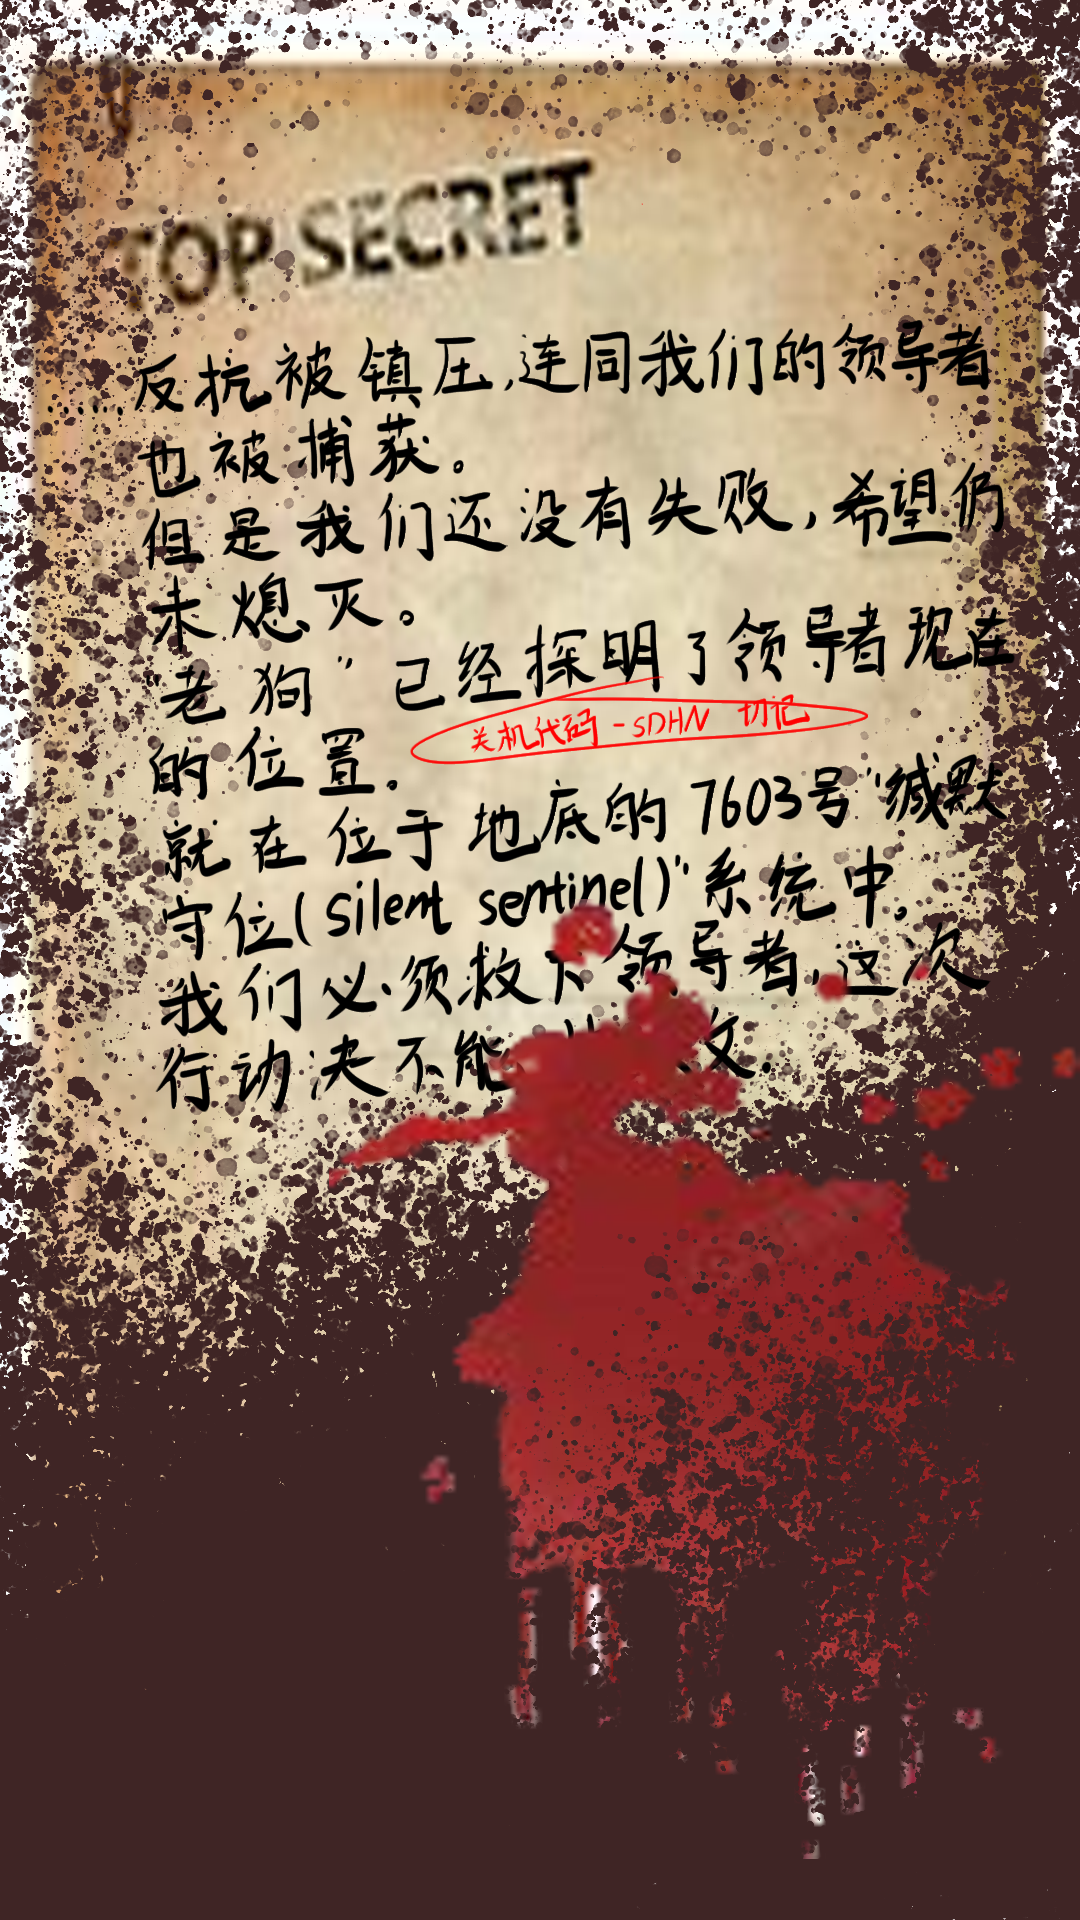 TOP SECRET
……反抗被镇压,连同我们的领导者
也被捕获。
但是我们还没有失败,希望仍
未熄灭。
"老狗"已经探明了领导者现在
的位置.
关机代码-SDHN 切记
就在位于地底的7603号"缄默
守位(Silent sentinel)"系统中,
我们必须救下领导者,这次
行动决不能